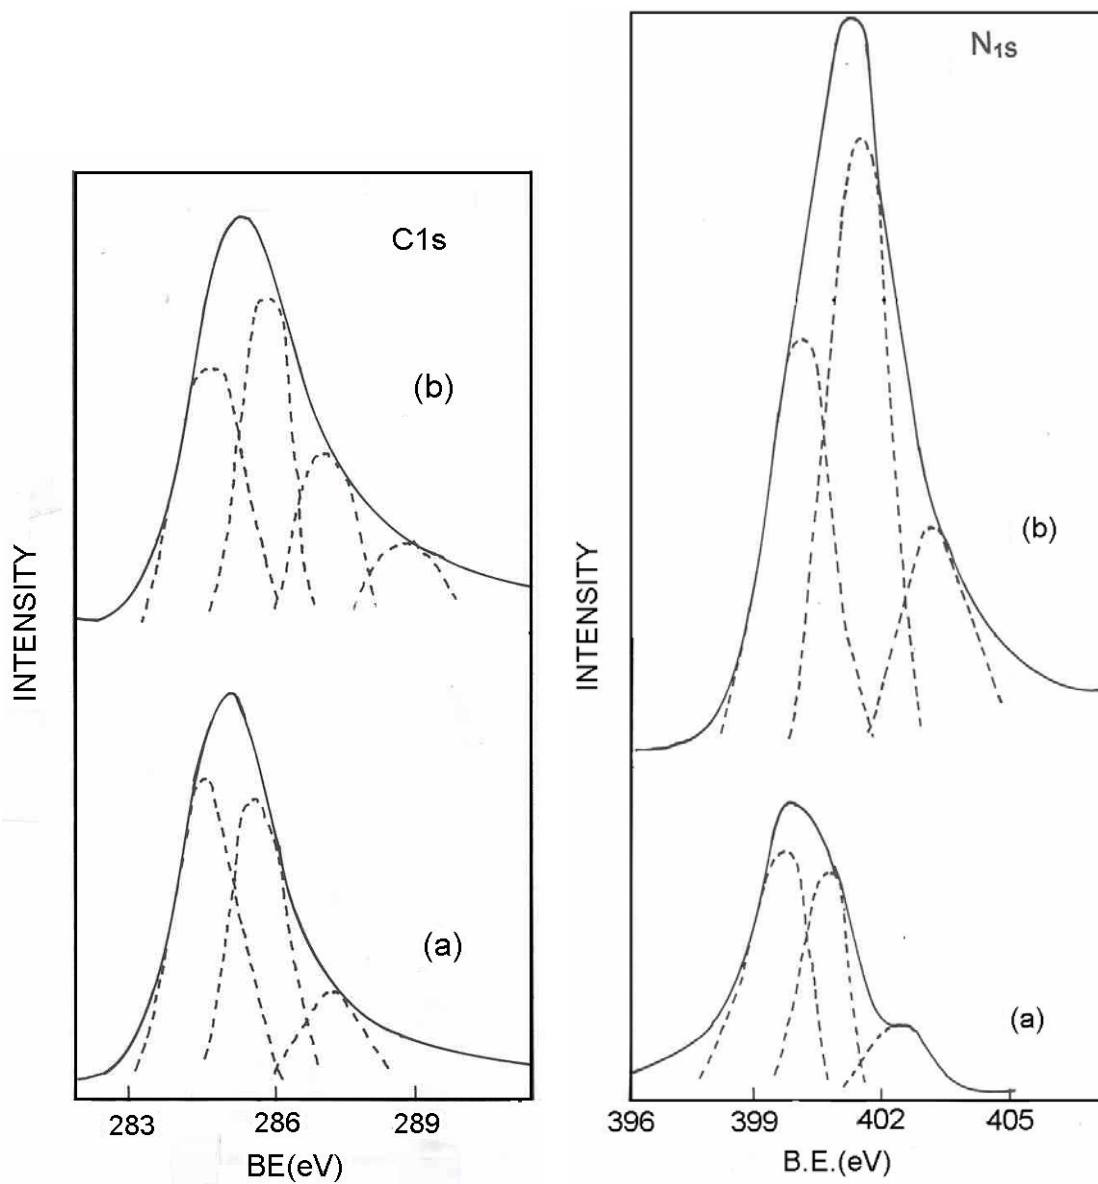 C1s
(b)
(a)
INTENSITY
283 286 289
BE(eV)
N1s
(b)
(a)
INTENSITY
396 399 402 405
B.E.(eV)